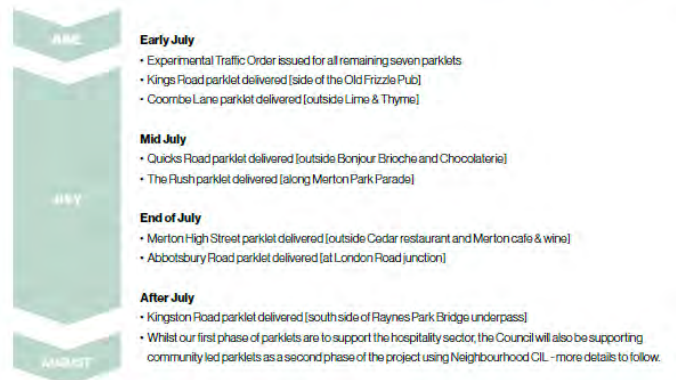 JUNE
Early July
• Experimental Traffic Order issued for all remaining seven parklets
• Kings Road parklet delivered [side of the Old Frizzle Pub]
• Coombe Lane parklet delivered [outside Lime & Thyme]
Mid July
• Quicks Road parklet delivered [outside Bonjour Brioche and Chocolaterie]
• The Rush parklet delivered [along Merton Park Parade]
JULY
End of July
• Merton High Street parklet delivered [outside Cedar restaurant and Merton cafe & wine]
• Abbotsbury Road parklet delivered [at London Road junction]
After July
• Kingston Road parklet delivered [south side of Raynes Park Bridge underpass]
• Whilst our first phase of parklets are to support the hospitality sector, the Council will also be supporting
community led parklets as a second phase of the project using Neighbourhood CIL - more details to follow.
AUGUST